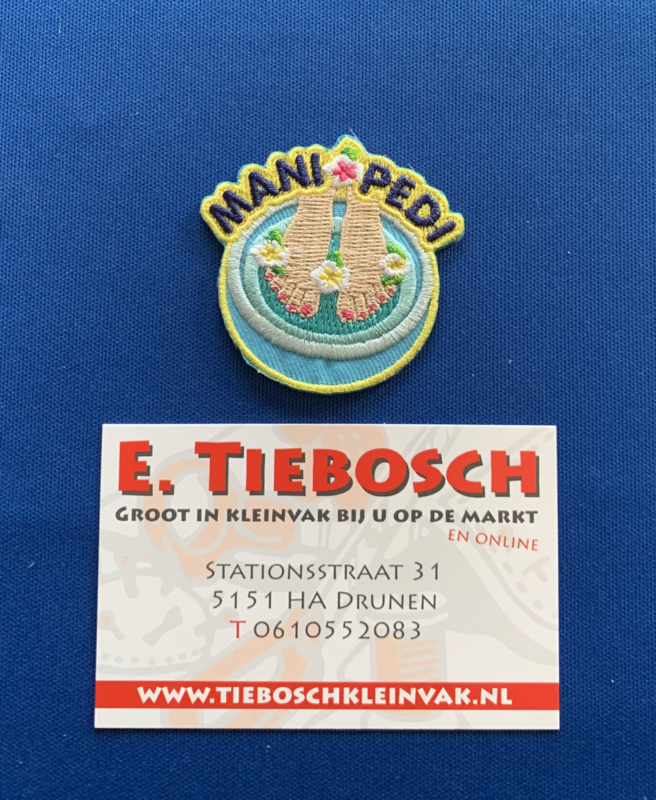 MANI PEDI
E. TIEBOSCH
GROOT IN KLEINVAK BIJ U OP DE MARKT
EN ONLINE
STATIONSSTRAAT 31
5151 HA DRUNEN
T 0610552083
WWW.TIEBOSCHKLEINVAK.NL